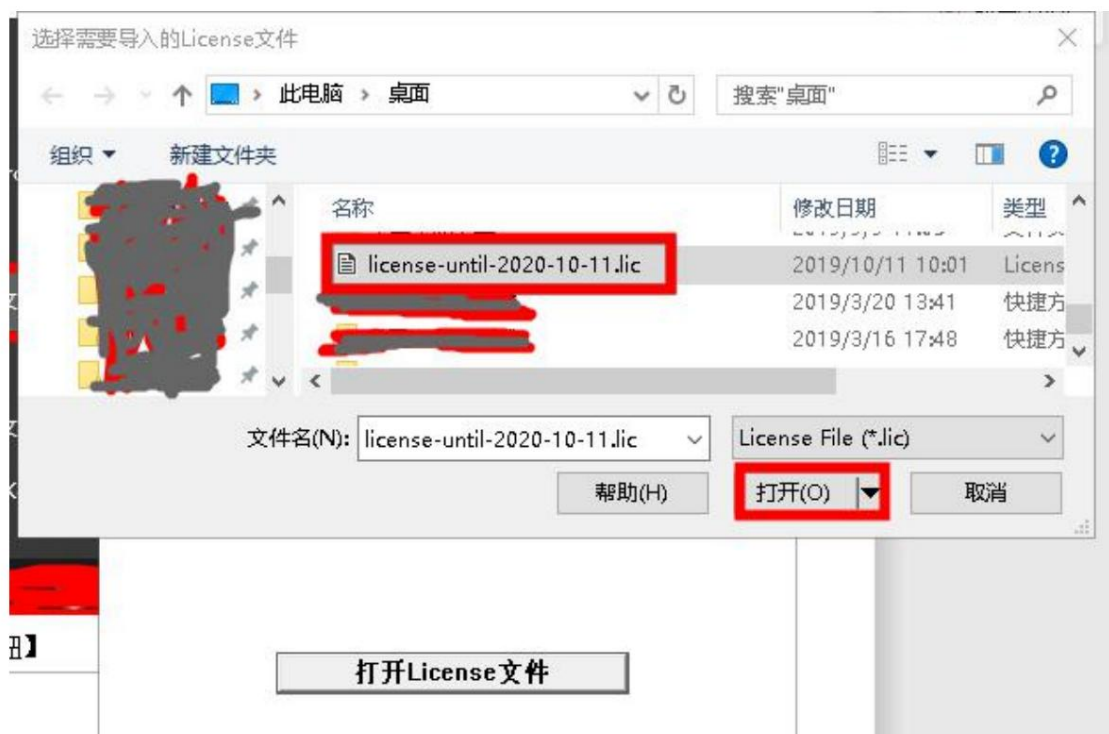 选择需要导入的License文件
此电脑 › 桌面
搜索"桌面"
组织
新建文件夹
名称 修改日期 类型
license-until-2020-10-11.lic 2019/10/11 10:01 Licens
2019/3/20 13:41 快捷方
2019/3/16 17:48 快捷方
文件名(N): license-until-2020-10-11.lic License File (*.lic)
帮助(H) 打开(O) 取消
钮】
打开License文件